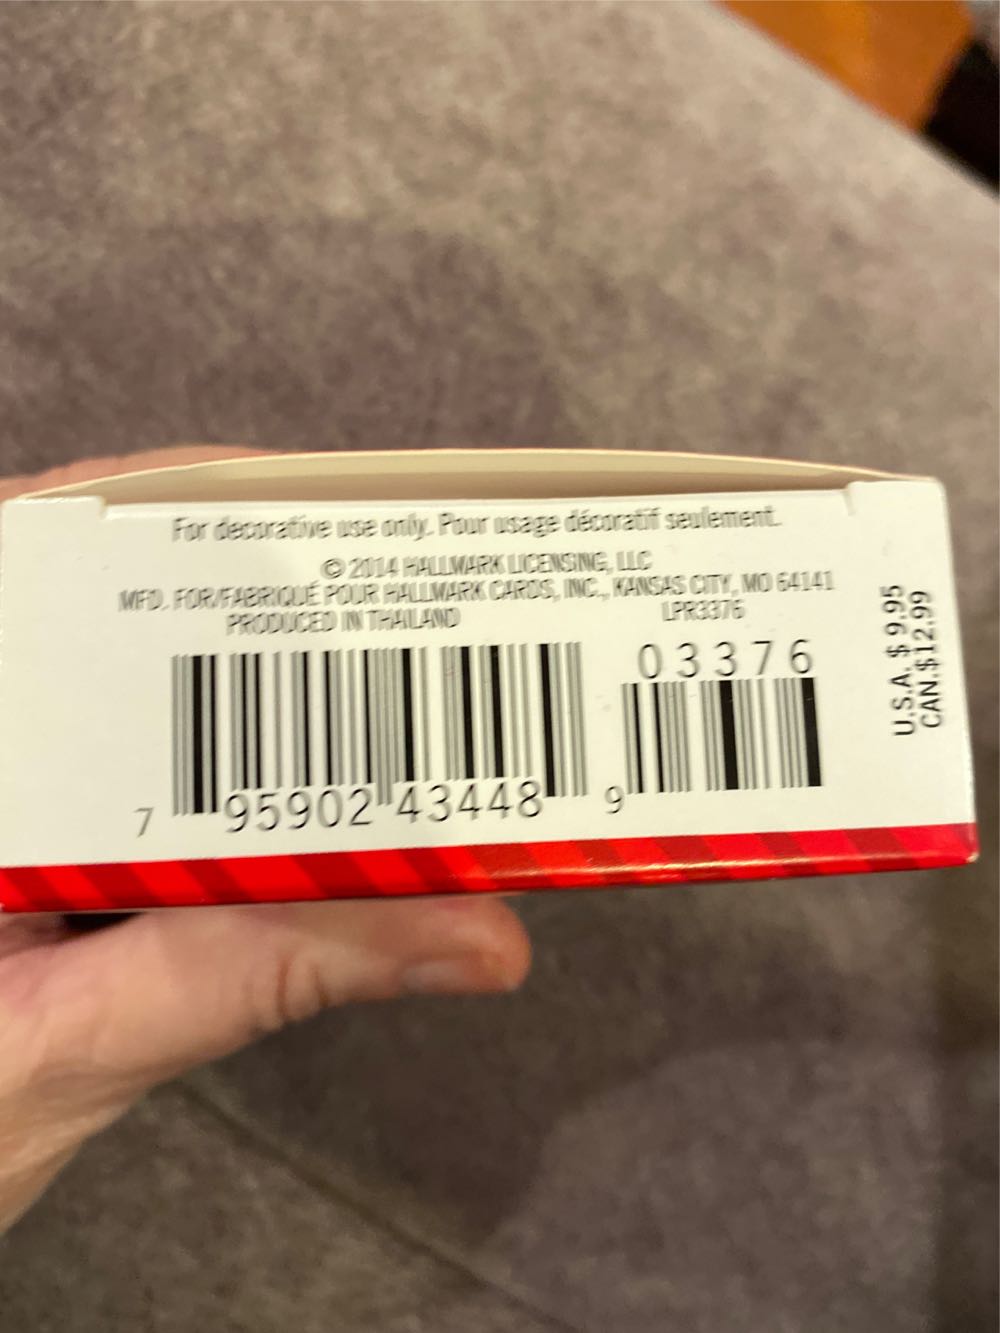 For decorative use only. Pour usage décoratif seulement.
© 2014 HALLMARK LICENSING, LLC
MFD. FOR/FABRIQUÉ POUR HALLMARK CARDS, INC., KANSAS CITY, MO 64141
PRODUCED IN THAILAND LPR3376
03376
7 95902 43448 9
U.S.A. $ 9.95
CAN.$12.99